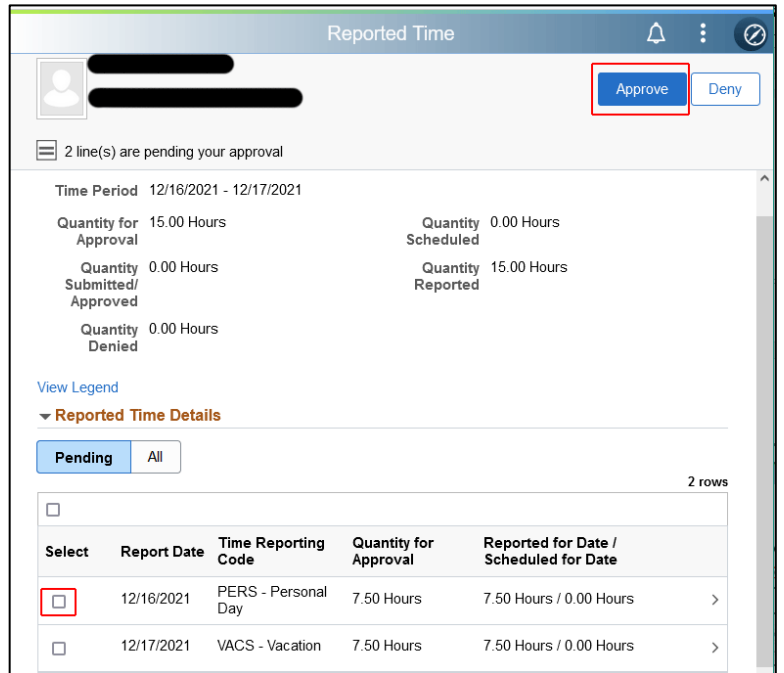 Reported Time
Approve
Deny
2 line(s) are pending your approval
Time Period 12/16/2021 - 12/17/2021
Quantity for Approval 15.00 Hours
Quantity Scheduled 0.00 Hours
Quantity Submitted/ Approved 0.00 Hours
Quantity Reported 15.00 Hours
Quantity Denied 0.00 Hours
View Legend
Reported Time Details
Pending
All
2 rows
Select Report Date Time Reporting Code Quantity for Approval Reported for Date / Scheduled for Date
12/16/2021 PERS - Personal Day 7.50 Hours 7.50 Hours / 0.00 Hours
12/17/2021 VACS - Vacation 7.50 Hours 7.50 Hours / 0.00 Hours